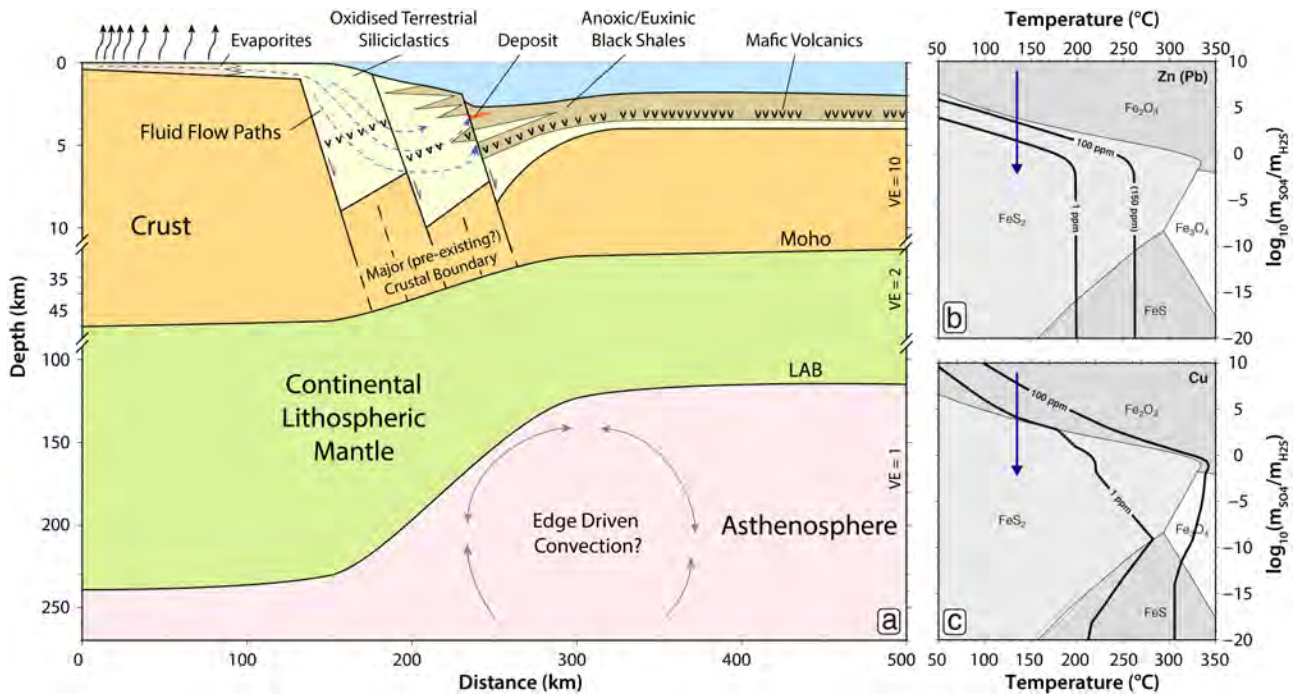 Oxidised Terrestrial
Siliciclastics
Anoxic/Euxinic
Black Shales
Evaporites
Deposit
Mafic Volcanics
Fluid Flow Paths
Crust
Major (pre-existing?)
Crustal Boundary
Moho
VE = 10
VE = 2
Continental
Lithospheric
Mantle
LAB
VE = 1
Edge Driven
Convection?
Asthenosphere
a
Depth (km)
0
5
10
35
45
100
150
200
250
0
100
200
300
400
500
Distance (km)
Temperature (°C)
50
100
150
200
250
300
350
Zn (Pb)
Fe₂O₃
100 ppm
FeS₂
1 ppm
(150 ppm)
Fe₃O₄
FeS
b
10
5
0
−5
−10
−15
−20
log₁₀(mSO4/mH2S)
Cu
100 ppm
FeS₂
1 ppm
FeS
c
10
5
0
−5
−10
−15
−20
log₁₀(mSO4/mH2S)
50
100
150
200
250
300
350
Temperature (°C)